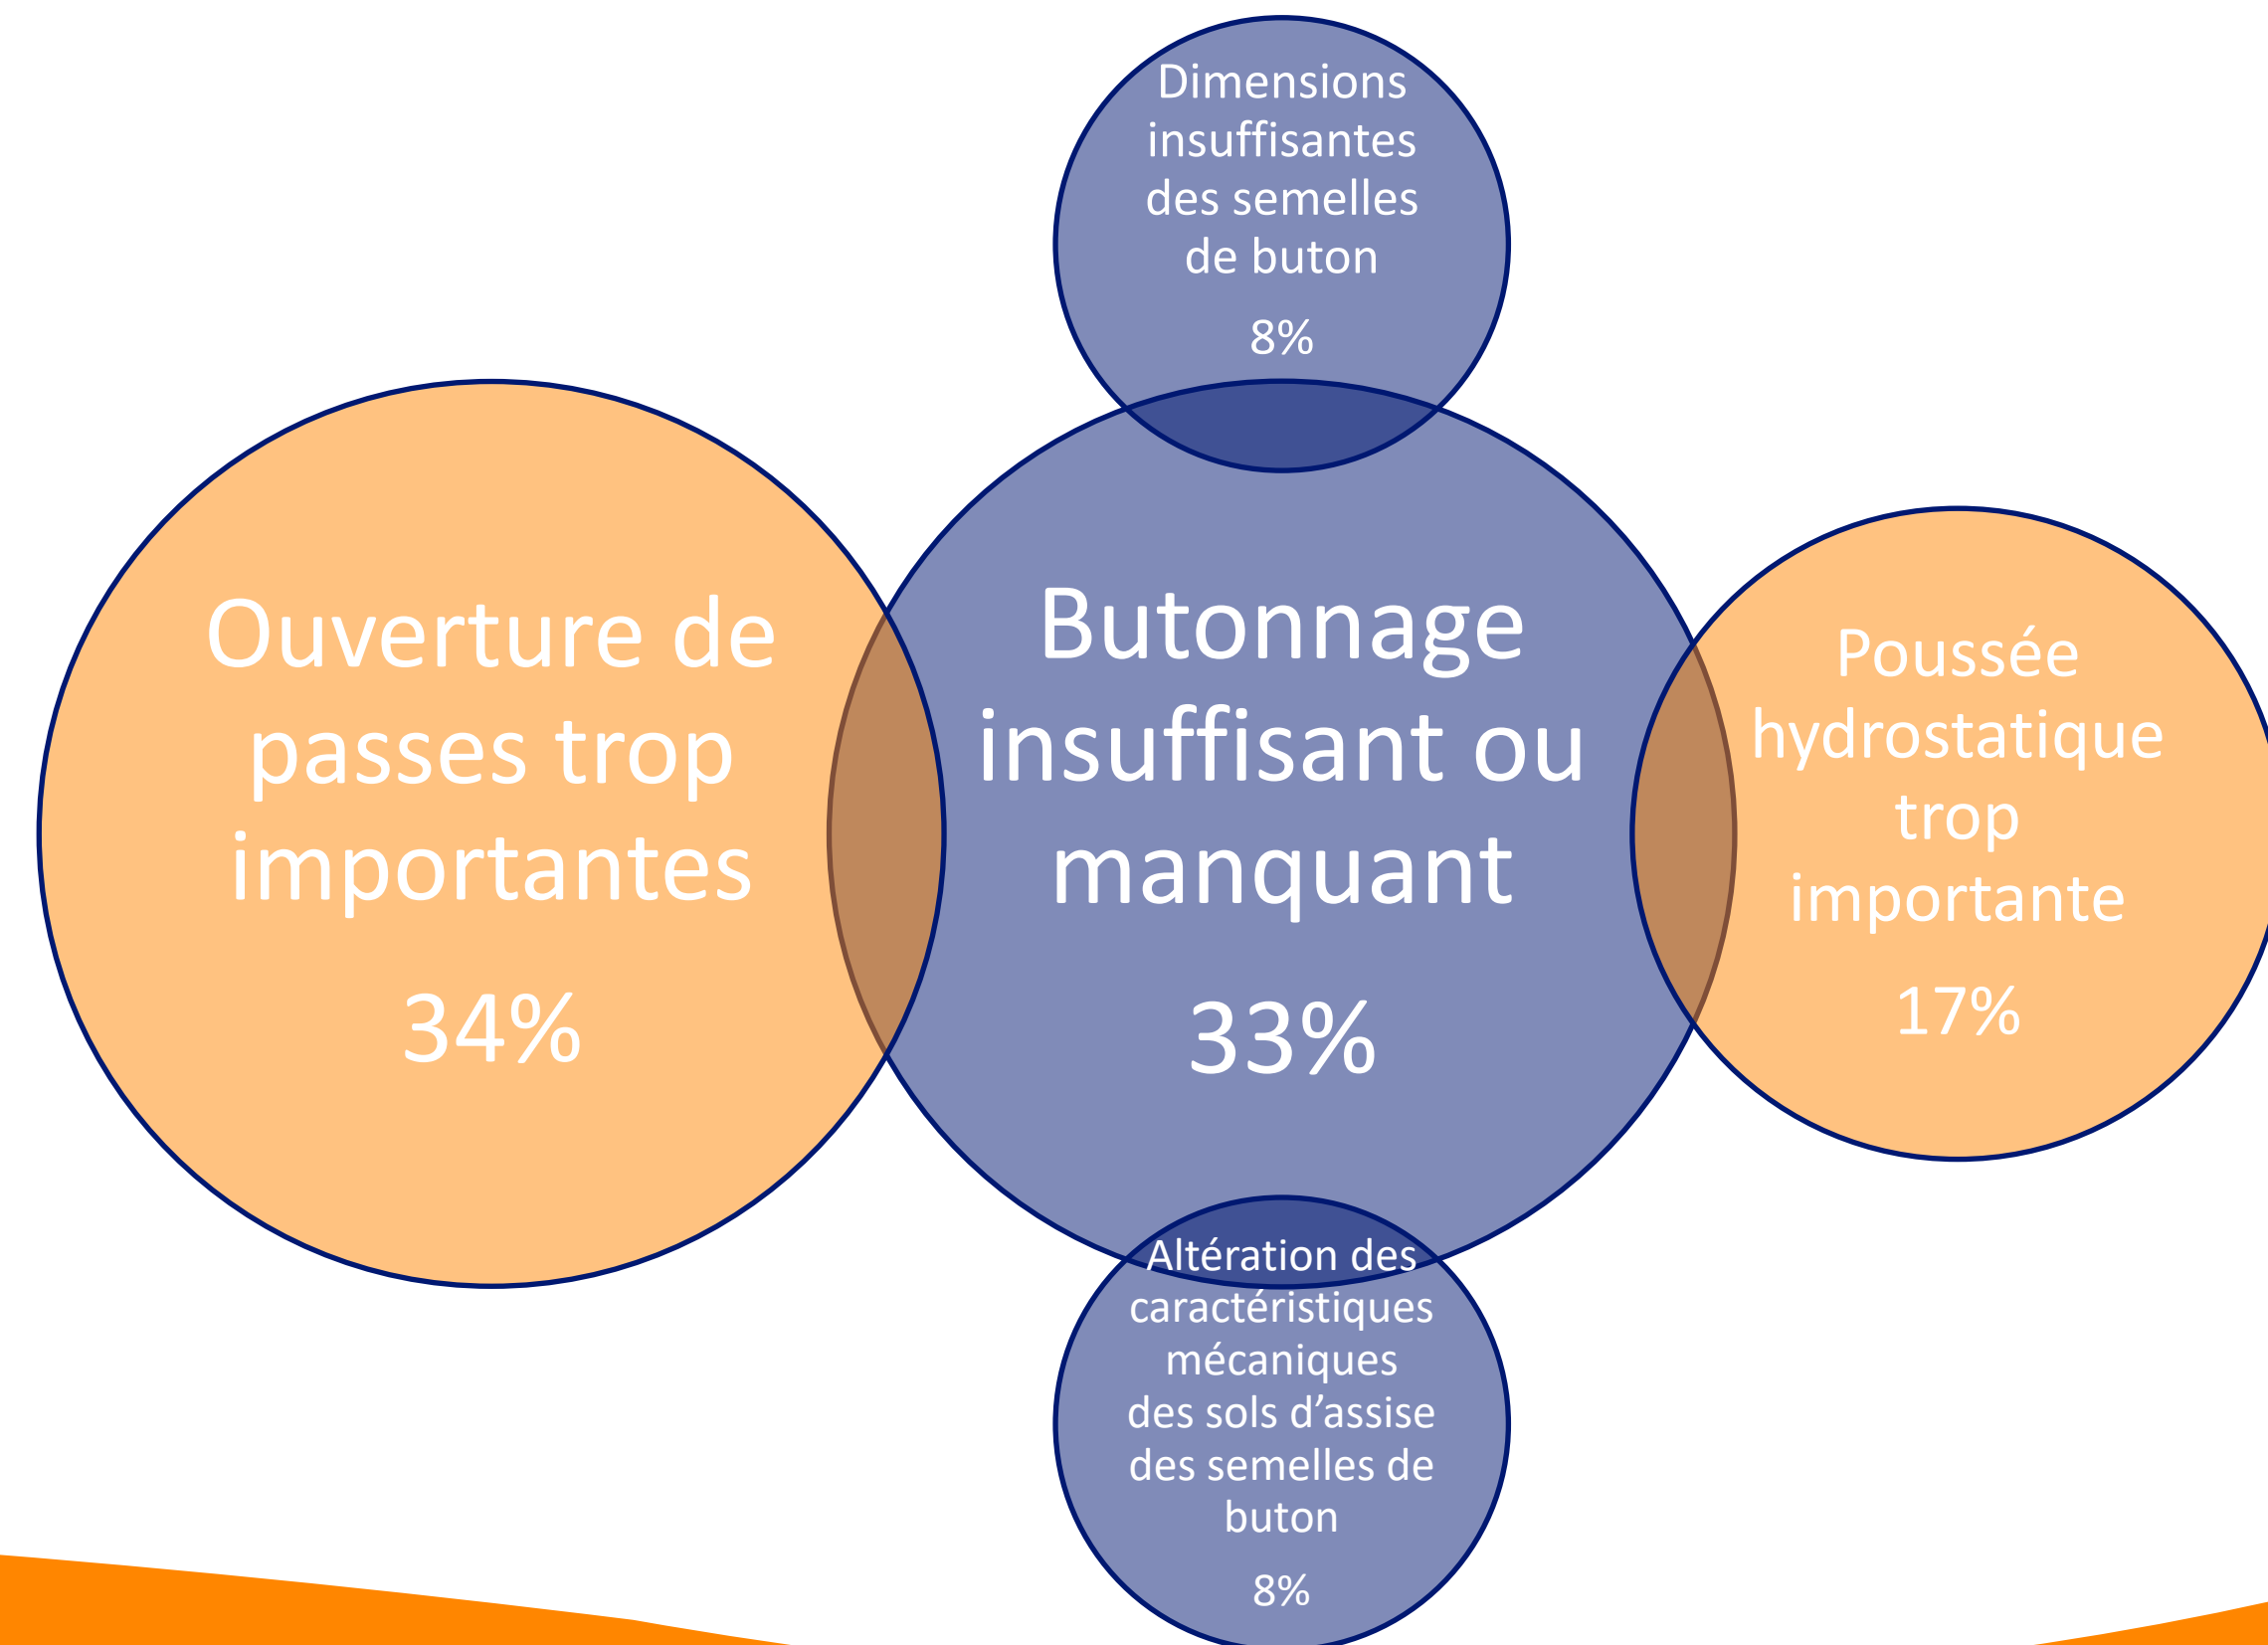 Dimensions
insuffisantes
des semelles
de buton
8%
Ouverture de
passes trop
importantes
34%
Butonnage
insuffisant ou
manquant
33%
Poussée
hydrostatique
trop
importante
17%
Altération des
caractéristiques
mécaniques
des sols d’assise
des semelles de
buton
8%